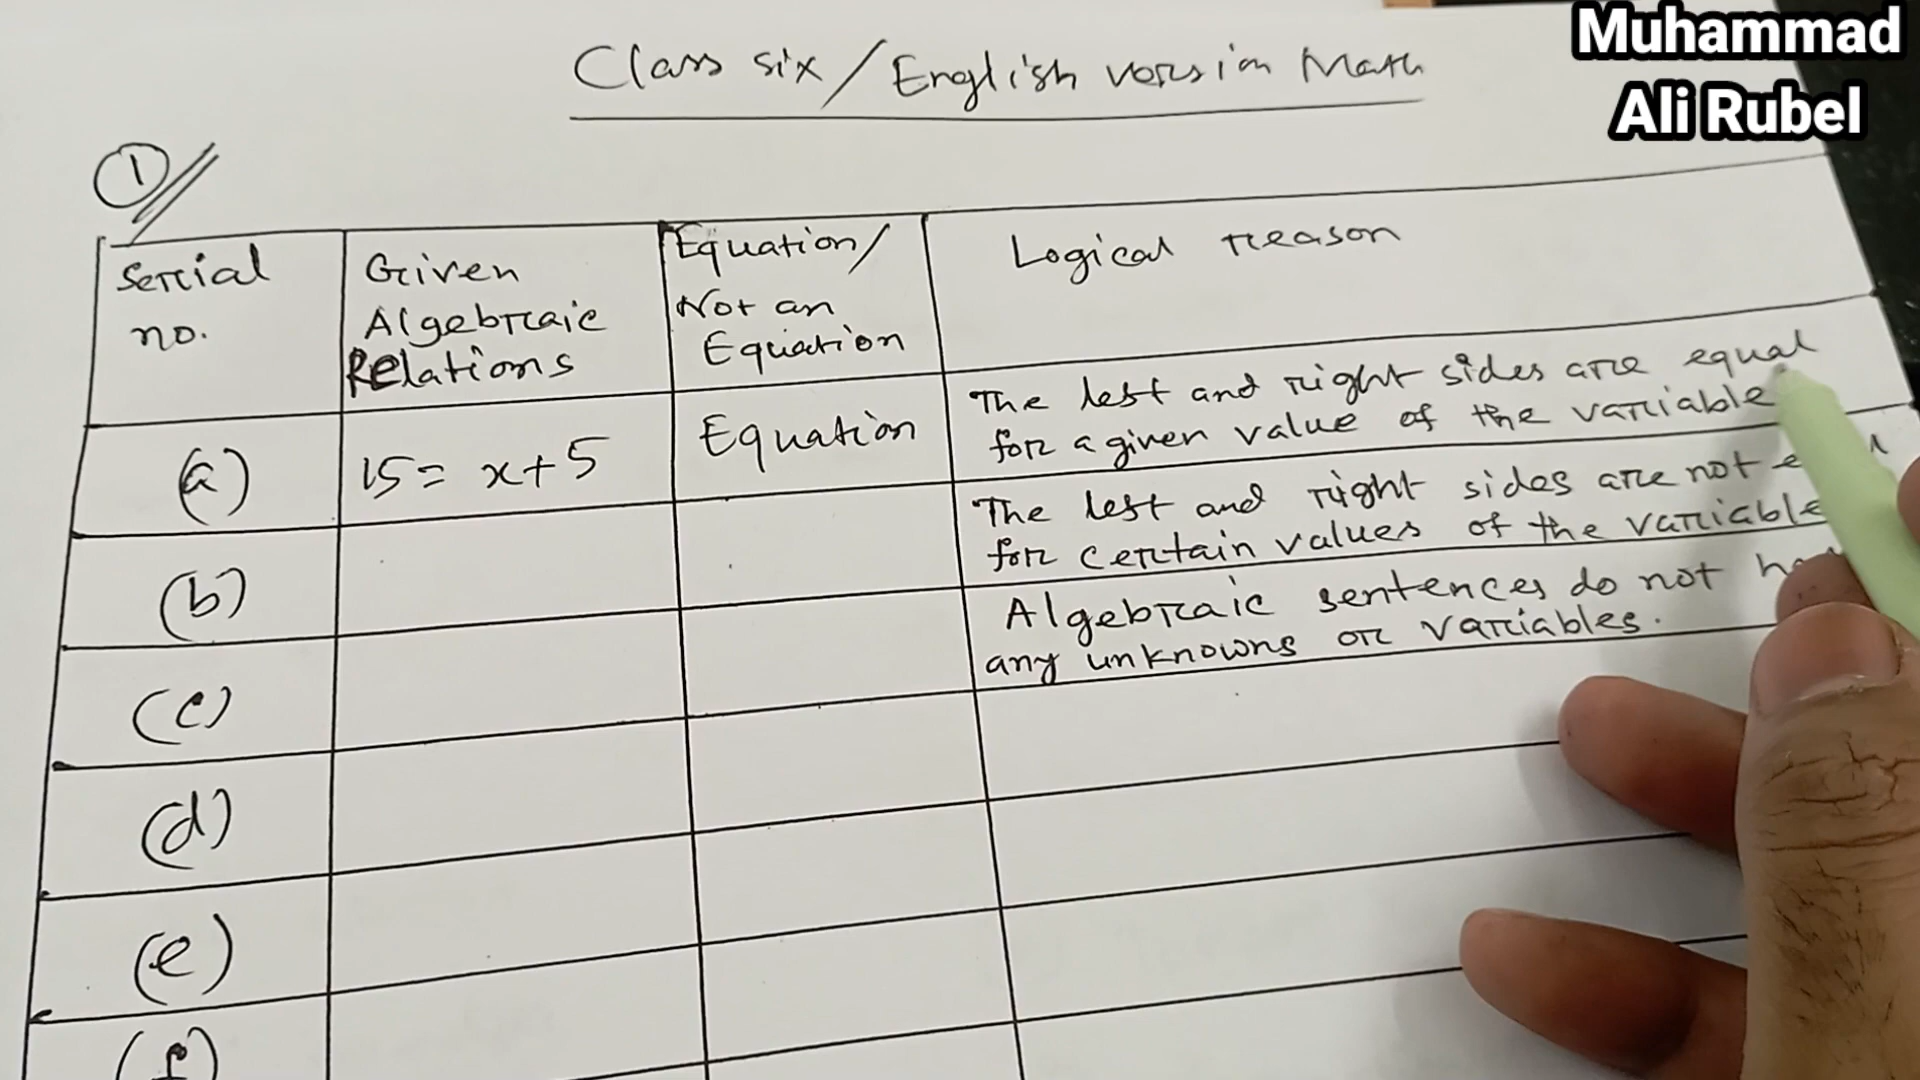 Muhammad
Ali Rubel
Class six / English version Math
1
Serial no.
Given Algebraic Relations
Equation/ Not an Equation
Logical reason
(a)
15 = x + 5
Equation
The left and right sides are equal
for a given value of the variable
(b)
The left and right sides are not
for certain values of the variable
(c)
Algebraic sentences do not
any unknowns or variables.
(d)
(e)
(f)